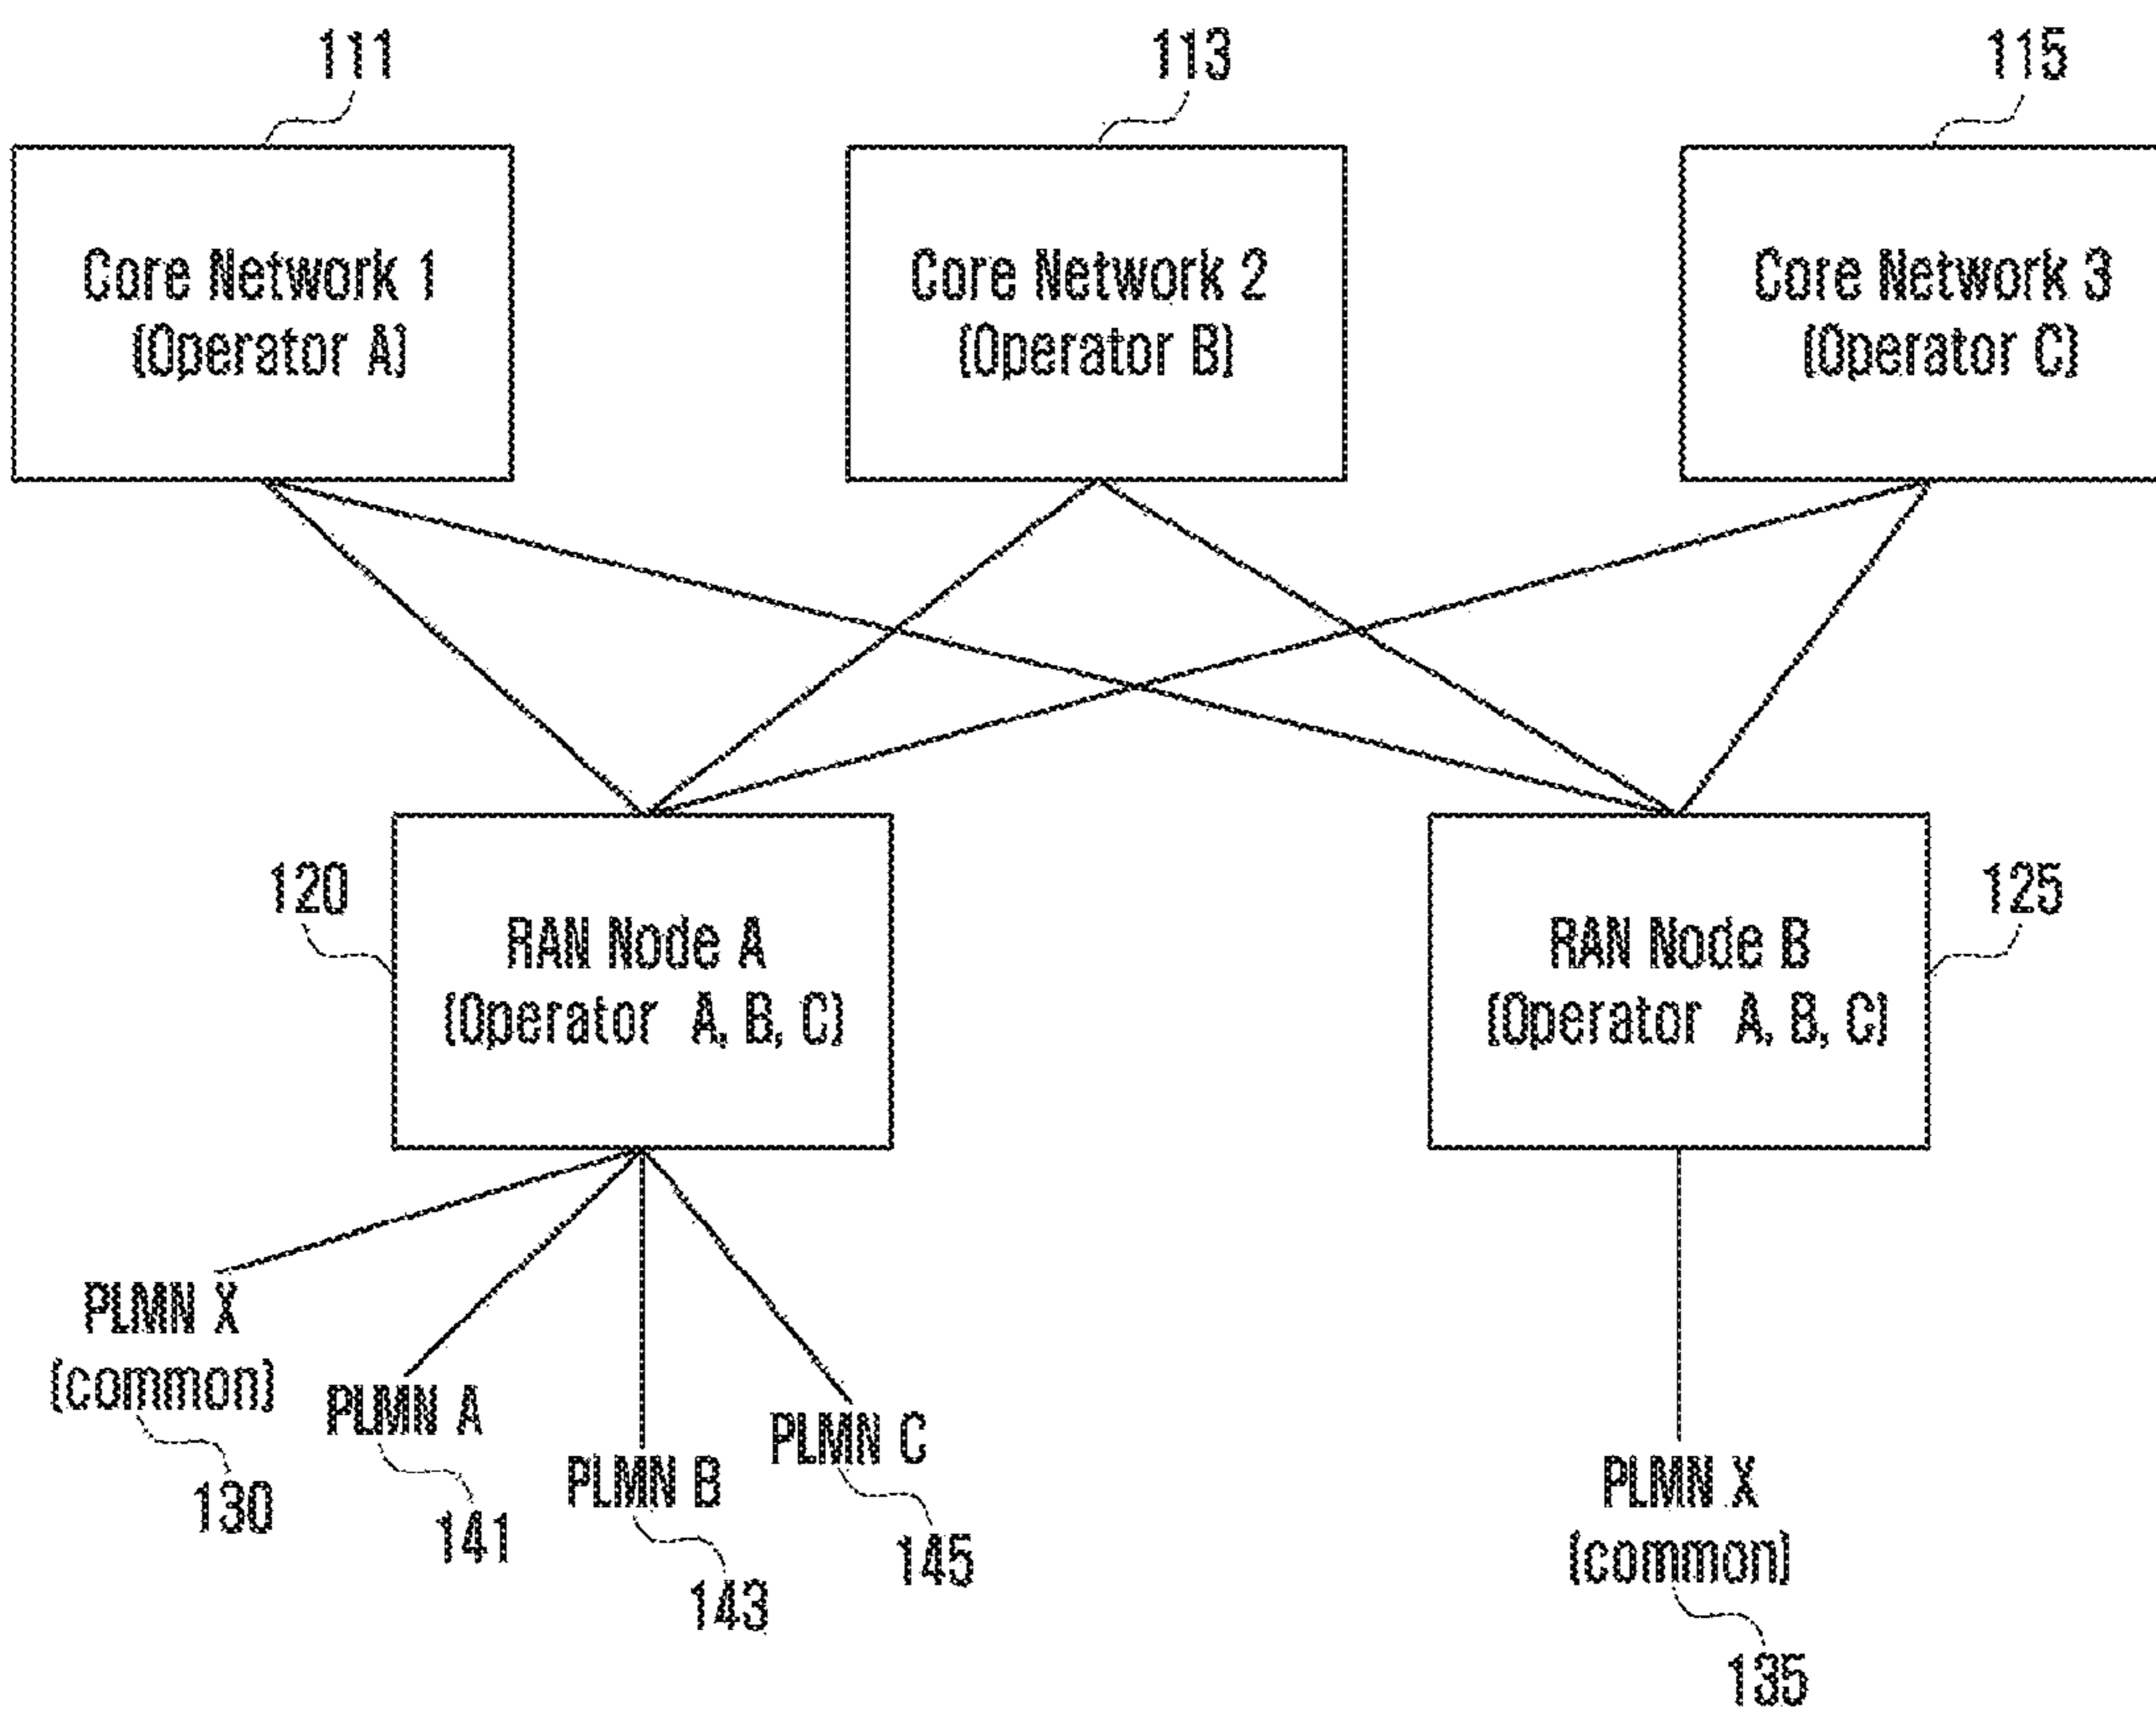 111
113
115
Core Network 1
(Operator A)
Core Network 2
(Operator B)
Core Network 3
(Operator C)
120
RAN Node A
(Operator A, B, C)
RAN Node B
(Operator A, B, C)
125
PLMN X
(common)
130
PLMN A
141
PLMN B
143
PLMN C
145
PLMN X
(common)
135